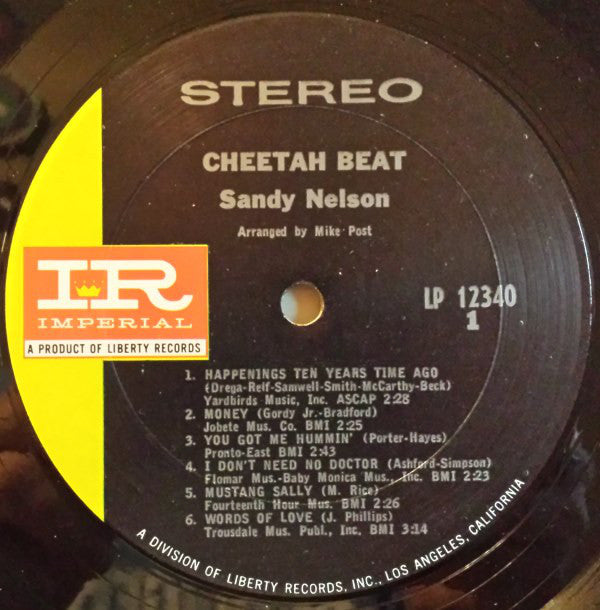 STEREO
CHEETAH BEAT
Sandy Nelson
Arranged by Mike Post
LP 12340
1
IR
IMPERIAL
A PRODUCT OF LIBERTY RECORDS
1. HAPPENINGS TEN YEARS TIME AGO
(Drega-Relf-Samwell-Smith-McCarthy-Beck)
Yardbirds Music, Inc. ASCAP 2:28
2. MONEY (Gordy Jr.-Bradford)
Jobete Mus. Co. BMI 2:25
3. YOU GOT ME HUMMIN' (Porter-Hayes)
Pronto-East BMI 2:43
4. I DON'T NEED NO DOCTOR (Ashford-Simpson)
Flomar Mus.-Baby Monica Mus., Inc. BMI 2:23
5. MUSTANG SALLY (M. Rice)
Fourteenth Hour Mus. BMI 2:26
6. WORDS OF LOVE (J. Phillips)
Trousdale Mus. Publ., Inc. BMI 3:14
A DIVISION OF LIBERTY RECORDS, INC., LOS ANGELES, CALIFORNIA